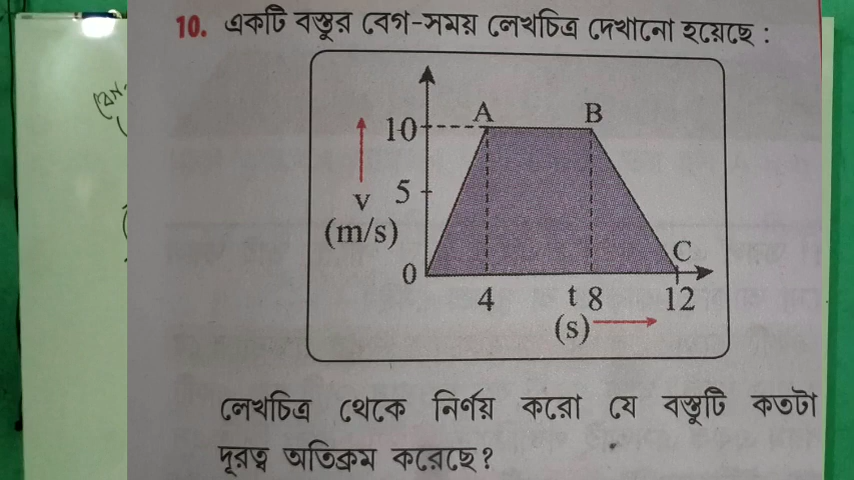 10. একটি বস্তুর বেগ-সময় লেখচিত্র দেখানো হয়েছে :
A
B
10
5
v
(m/s)
C
0
4
t 8
12
(s)
লেখচিত্র থেকে নির্ণয় করো যে বস্তুটি কতটা
দূরত্ব অতিক্রম করেছে?